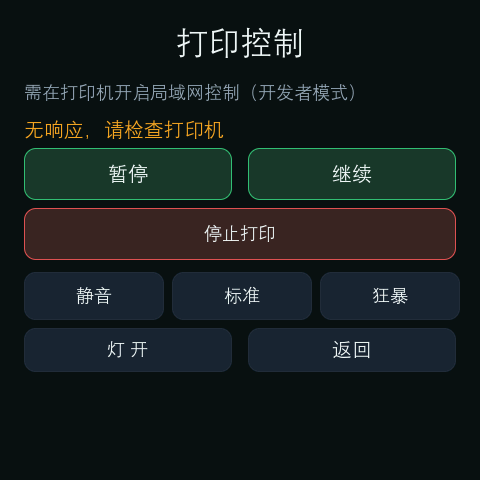 打印控制
需在打印机开启局域网控制（开发者模式）
无响应，请检查打印机
暂停 继续
停止打印
静音 标准 狂暴
灯 开 返回